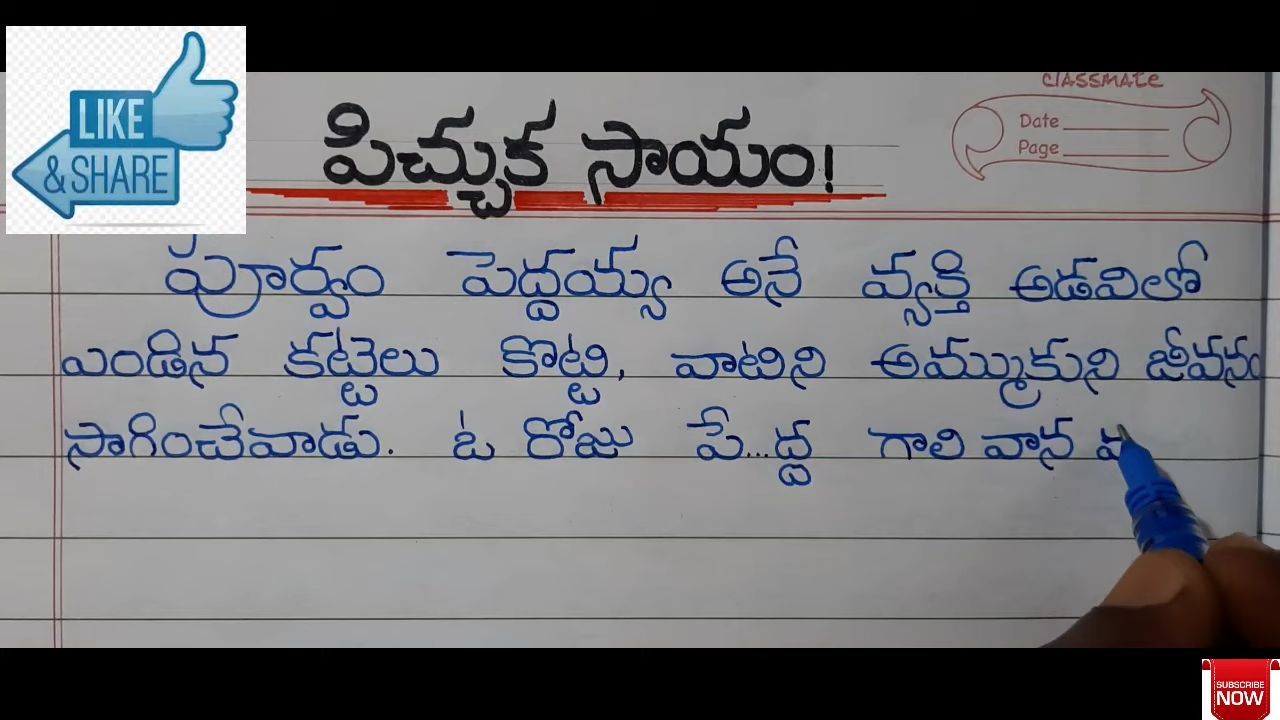 LIKE
& SHARE
CLASSMATE
Date
Page
పిచ్చుక సాయం!
పూర్వం పెద్దయ్య అనే వ్యక్తి అడవిలో
ఎండిన కట్టెలు కొట్టి, వాటిని అమ్ముకుని జీవనం
సాగించేవాడు. ఓ రోజు పే...ద్ద గాలి వాన
SUBSCRIBE
NOW